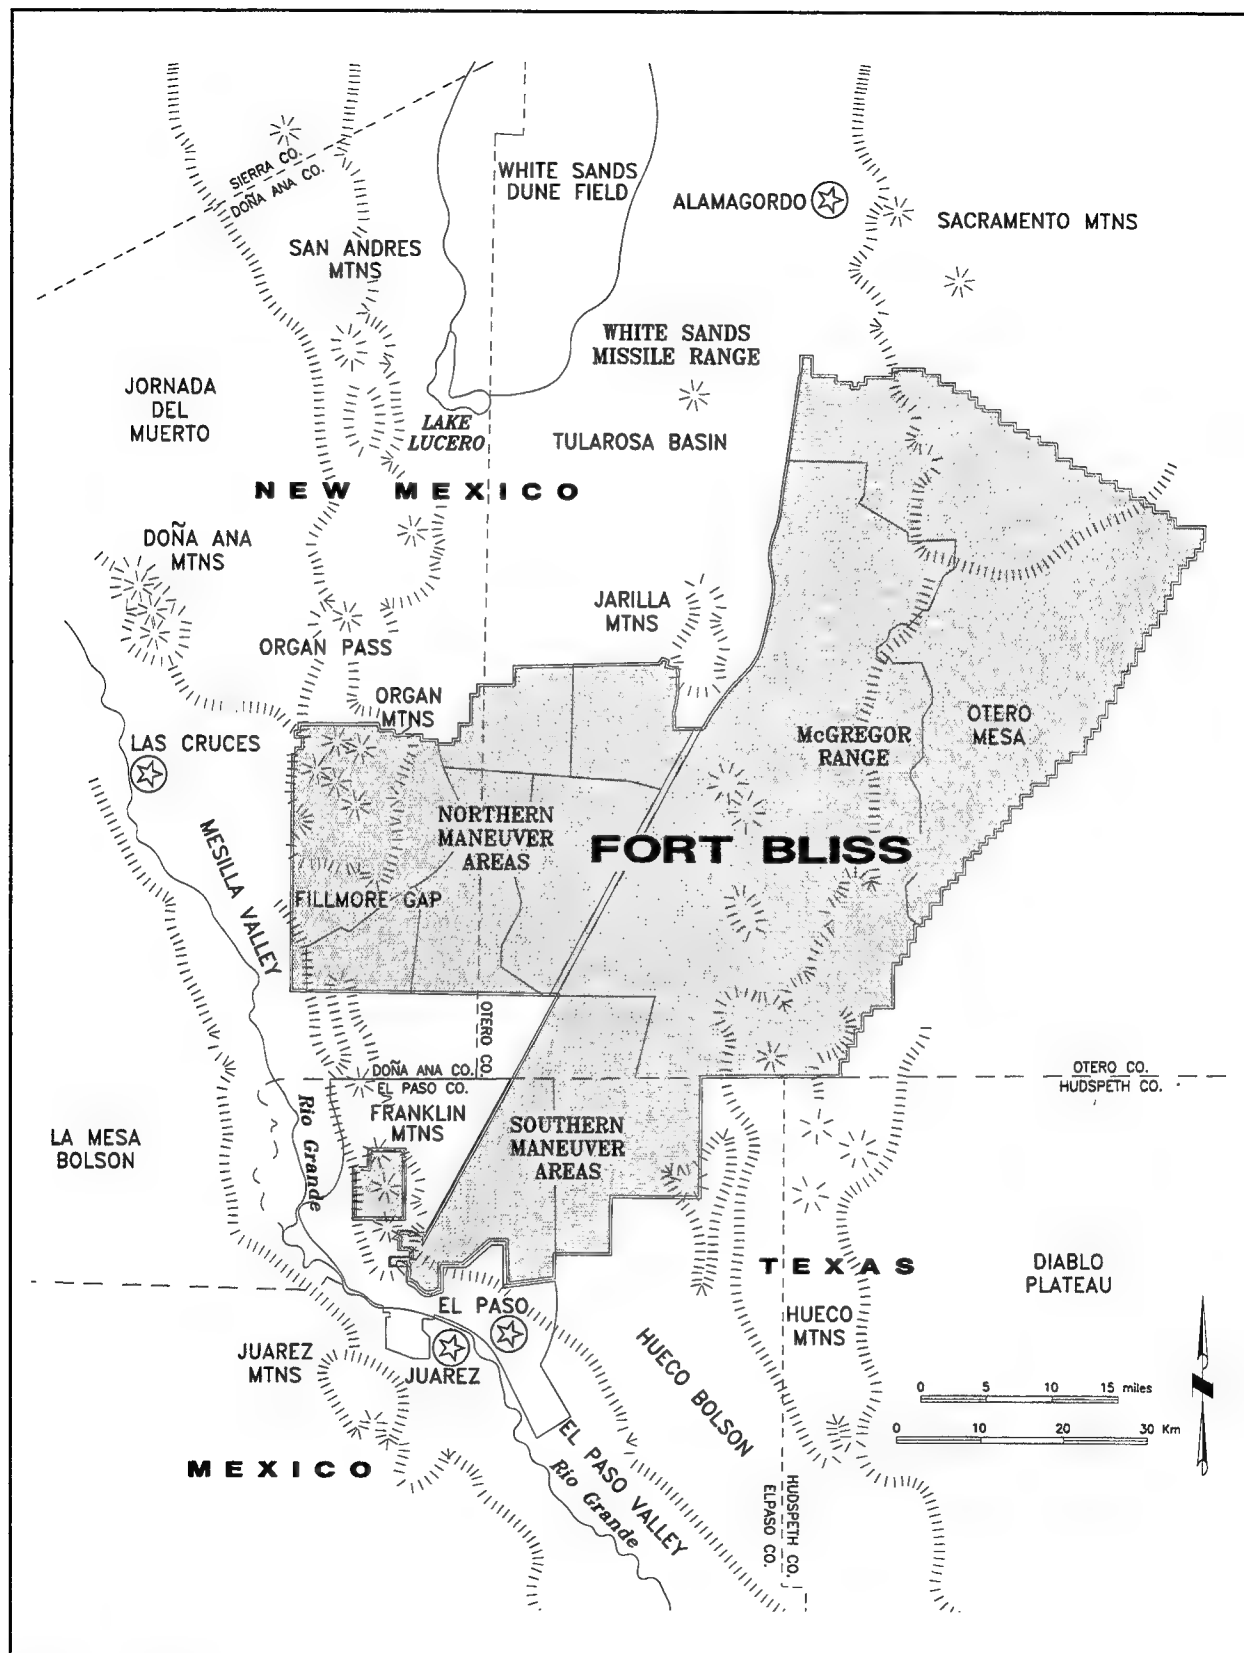 SIERRA CO.
DOÑA ANA CO.
WHITE SANDS
DUNE FIELD
ALAMAGORDO
SACRAMENTO MTNS
SAN ANDRES
MTNS
WHITE SANDS
MISSILE RANGE
JORNADA
DEL
MUERTO
LAKE
LUCERO
TULAROSA BASIN
NEW MEXICO
DOÑA ANA
MTNS
JARILLA
MTNS
ORGAN PASS
ORGAN
MTNS
LAS CRUCES
McGREGOR
RANGE
OTERO
MESA
NORTHERN
MANEUVER
AREAS
FORT BLISS
MESILLA VALLEY
FILLMORE GAP
OTERO CO.
DOÑA ANA CO.
EL PASO CO.
OTERO CO.
HUDSPETH CO.
FRANKLIN
MTNS
Rio Grande
SOUTHERN
MANEUVER
AREAS
LA MESA
BOLSON
TEXAS
DIABLO
PLATEAU
EL PASO
HUECO
MTNS
JUAREZ
MTNS
JUAREZ
HUECO BOLSON
0 5 10 15 miles
0 10 20 30 Km
N
MEXICO
EL PASO VALLEY
Rio Grande
HUDSPETH CO.
ELPASO CO.